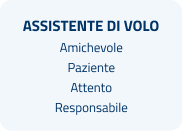 ASSISTENTE DI VOLO
Amichevole
Paziente
Attento
Responsabile